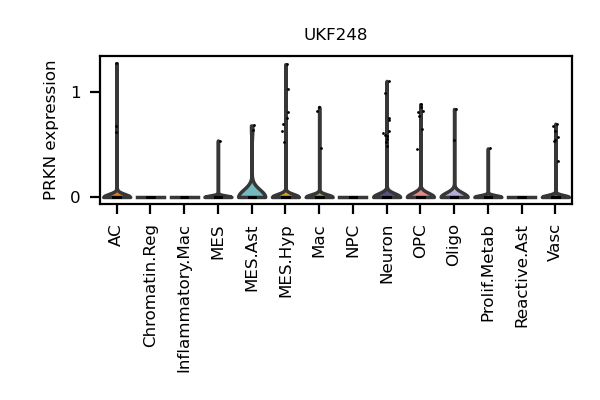 UKF248
PRKN expression
1
0
AC
Chromatin.Reg
Inflammatory.Mac
MES
MES.Ast
MES.Hyp
Mac
NPC
Neuron
OPC
Oligo
Prolif.Metab
Reactive.Ast
Vasc